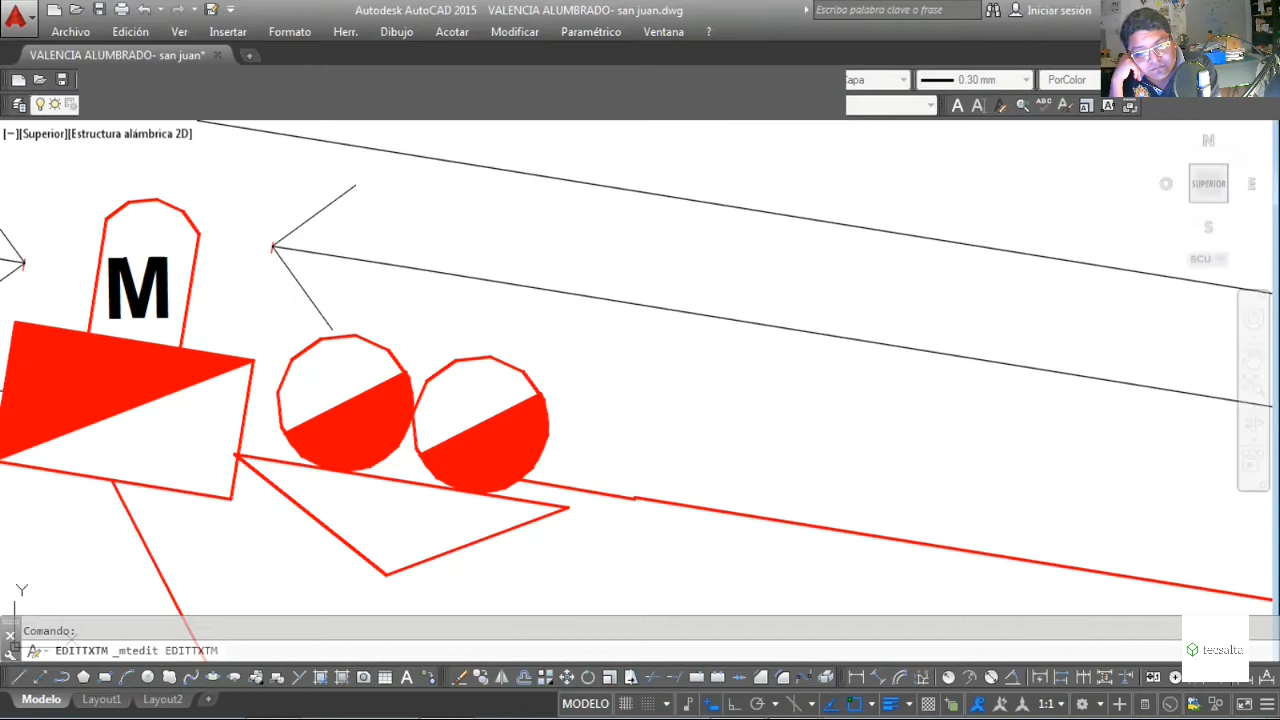 Autodesk AutoCAD 2015 VALENCIA ALUMBRADO- san juan.dwg
Escriba palabra clave o frase
Iniciar sesión
Archivo Edición Ver Insertar Formato Herr. Dibujo Acotar Modificar Paramétrico Ventana ?
VALENCIA ALUMBRADO- san juan*
Capa
0.30 mm
PorColor
[−][Superior][Estructura alámbrica 2D]
N
O SUPERIOR
S
SCU
M
Y
Comando:
EDITTXTM _mtedit EDITTXTM
tecsalta
Modelo Layout1 Layout2 +
MODELO
1:1